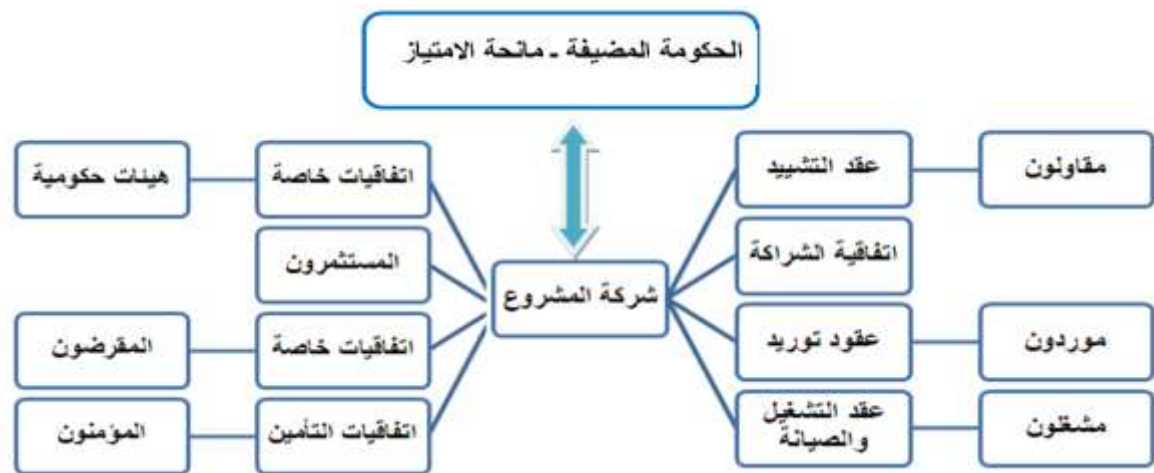 الحكومة المضيفة - مانحة الامتياز
مقاولون
عقد التشييد
اتفاقيات خاصة
هيئات حكومية
اتفاقية الشراكة
المستثمرون
شركة المشروع
موردون
عقود توريد
اتفاقيات خاصة
المقرضون
مشغلون
عقد التشغيل
والصيانة
اتفاقيات التأمين
المؤمنون